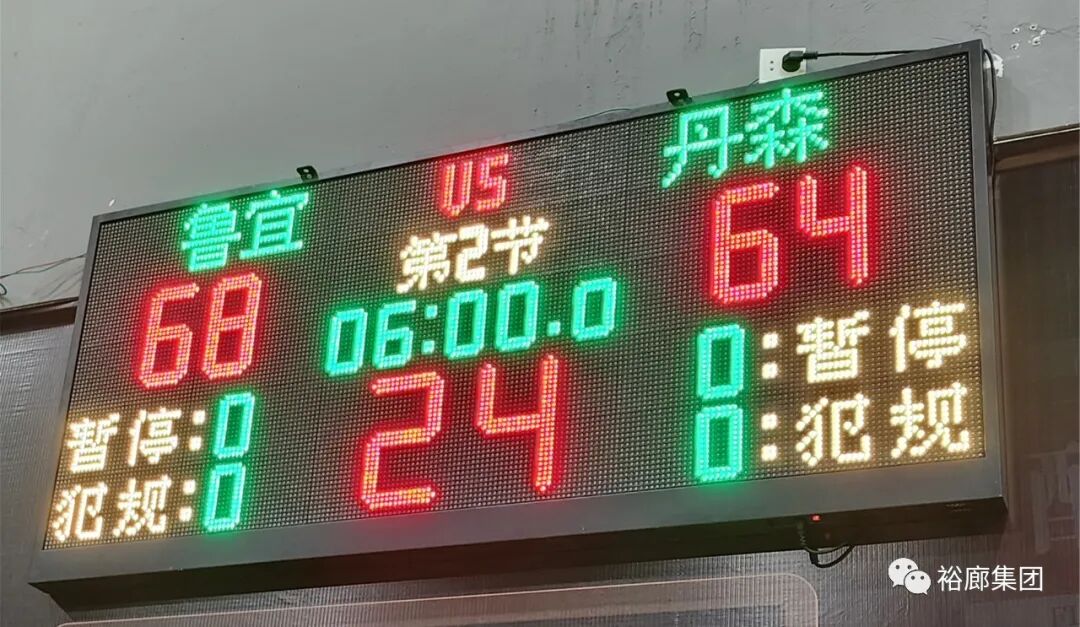 鲁宜 VS 丹森
68 第2节 64
06:00.0
暂停:0 24 0:暂停
犯规:0 0:犯规
裕廊集团